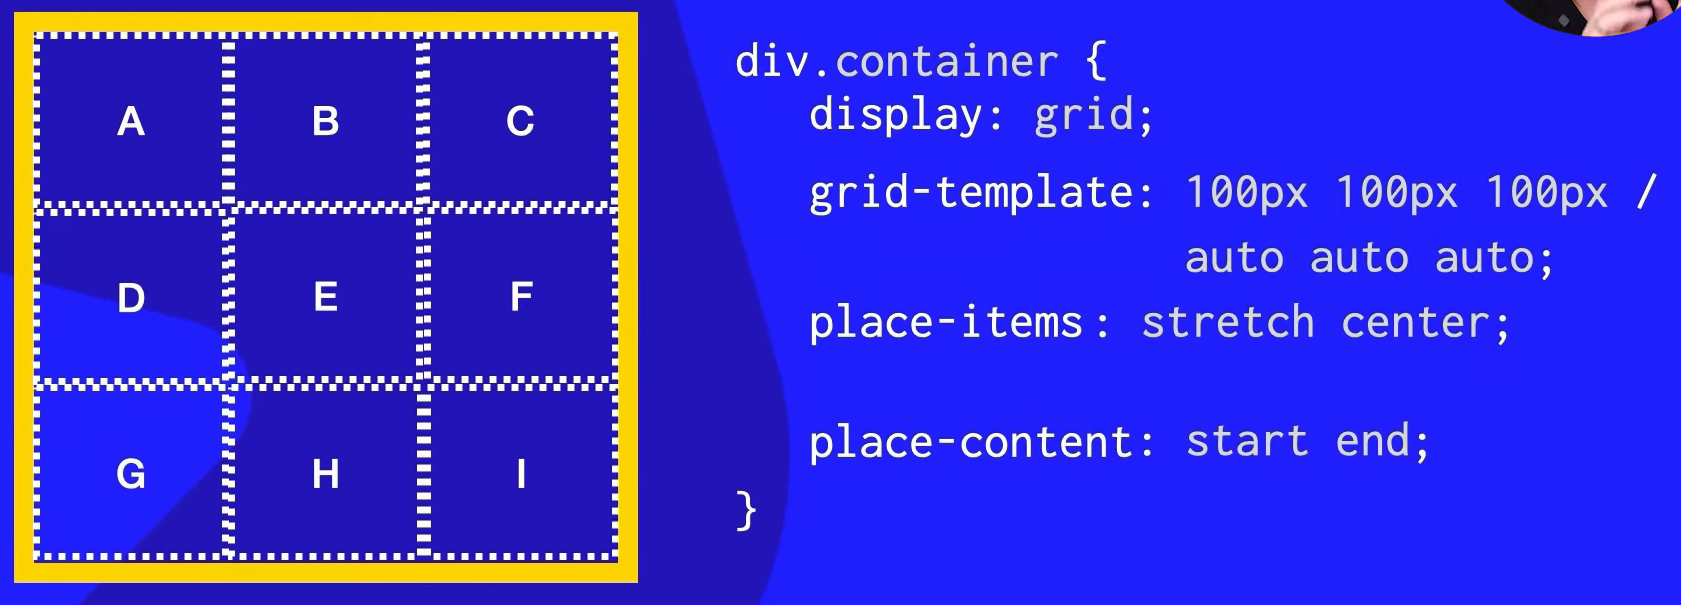 A B C
D E F
G H I
div.container {
display: grid;
grid-template: 100px 100px 100px /
auto auto auto;
place-items: stretch center;
place-content: start end;
}